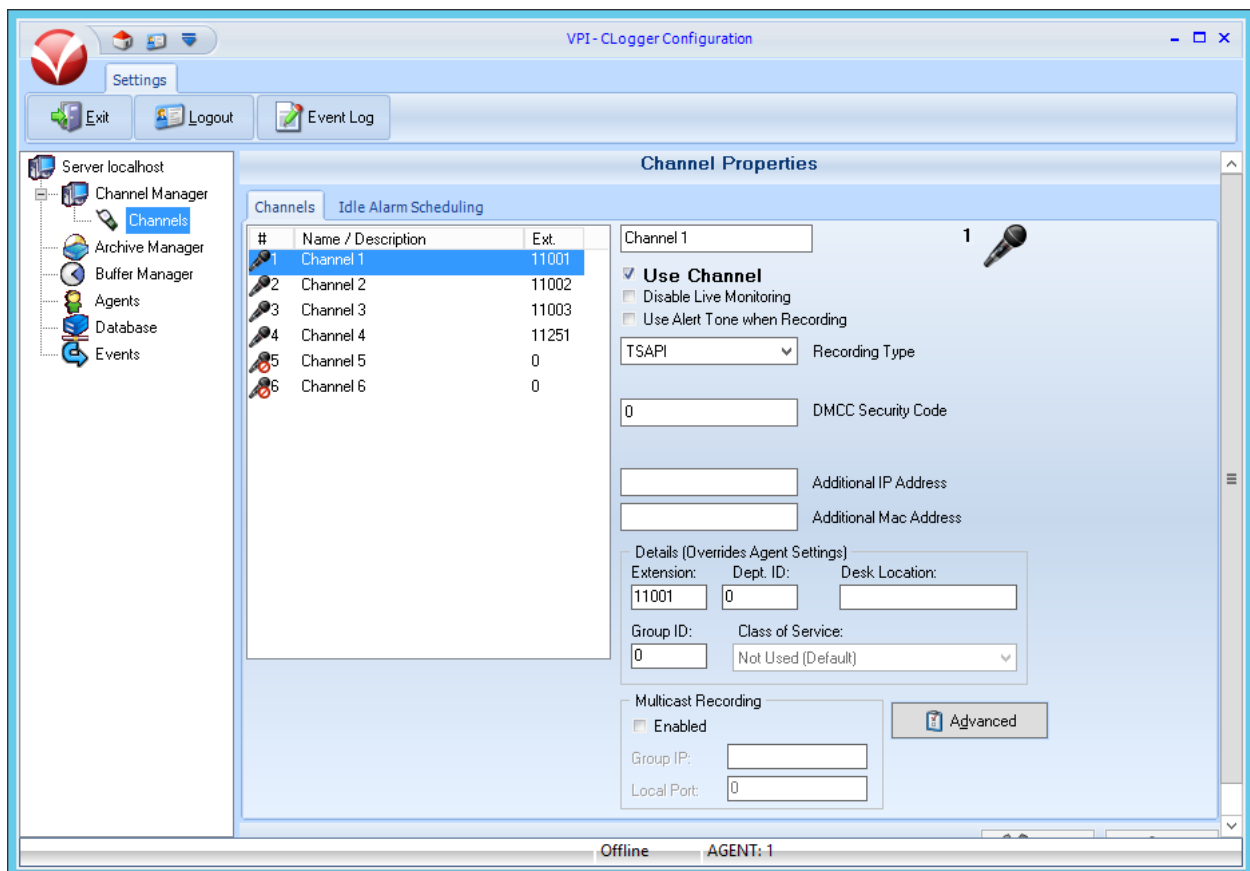 VPI - CLogger Configuration
Settings
Exit Logout Event Log
Server localhost
Channel Manager
Channels
Archive Manager
Buffer Manager
Agents
Database
Events
Channel Properties
Channels Idle Alarm Scheduling
# Name / Description Ext.
1 Channel 1 11001
2 Channel 2 11002
3 Channel 3 11003
4 Channel 4 11251
5 Channel 5 0
6 Channel 6 0
Channel 1 1
Use Channel
Disable Live Monitoring
Use Alert Tone when Recording
TSAPI Recording Type
0 DMCC Security Code
Additional IP Address
Additional Mac Address
Details (Overrides Agent Settings)
Extension: Dept. ID: Desk Location:
11001 0
Group ID: Class of Service:
0 Not Used (Default)
Multicast Recording
Enabled
Advanced
Group IP:
Local Port: 0
Offline AGENT: 1